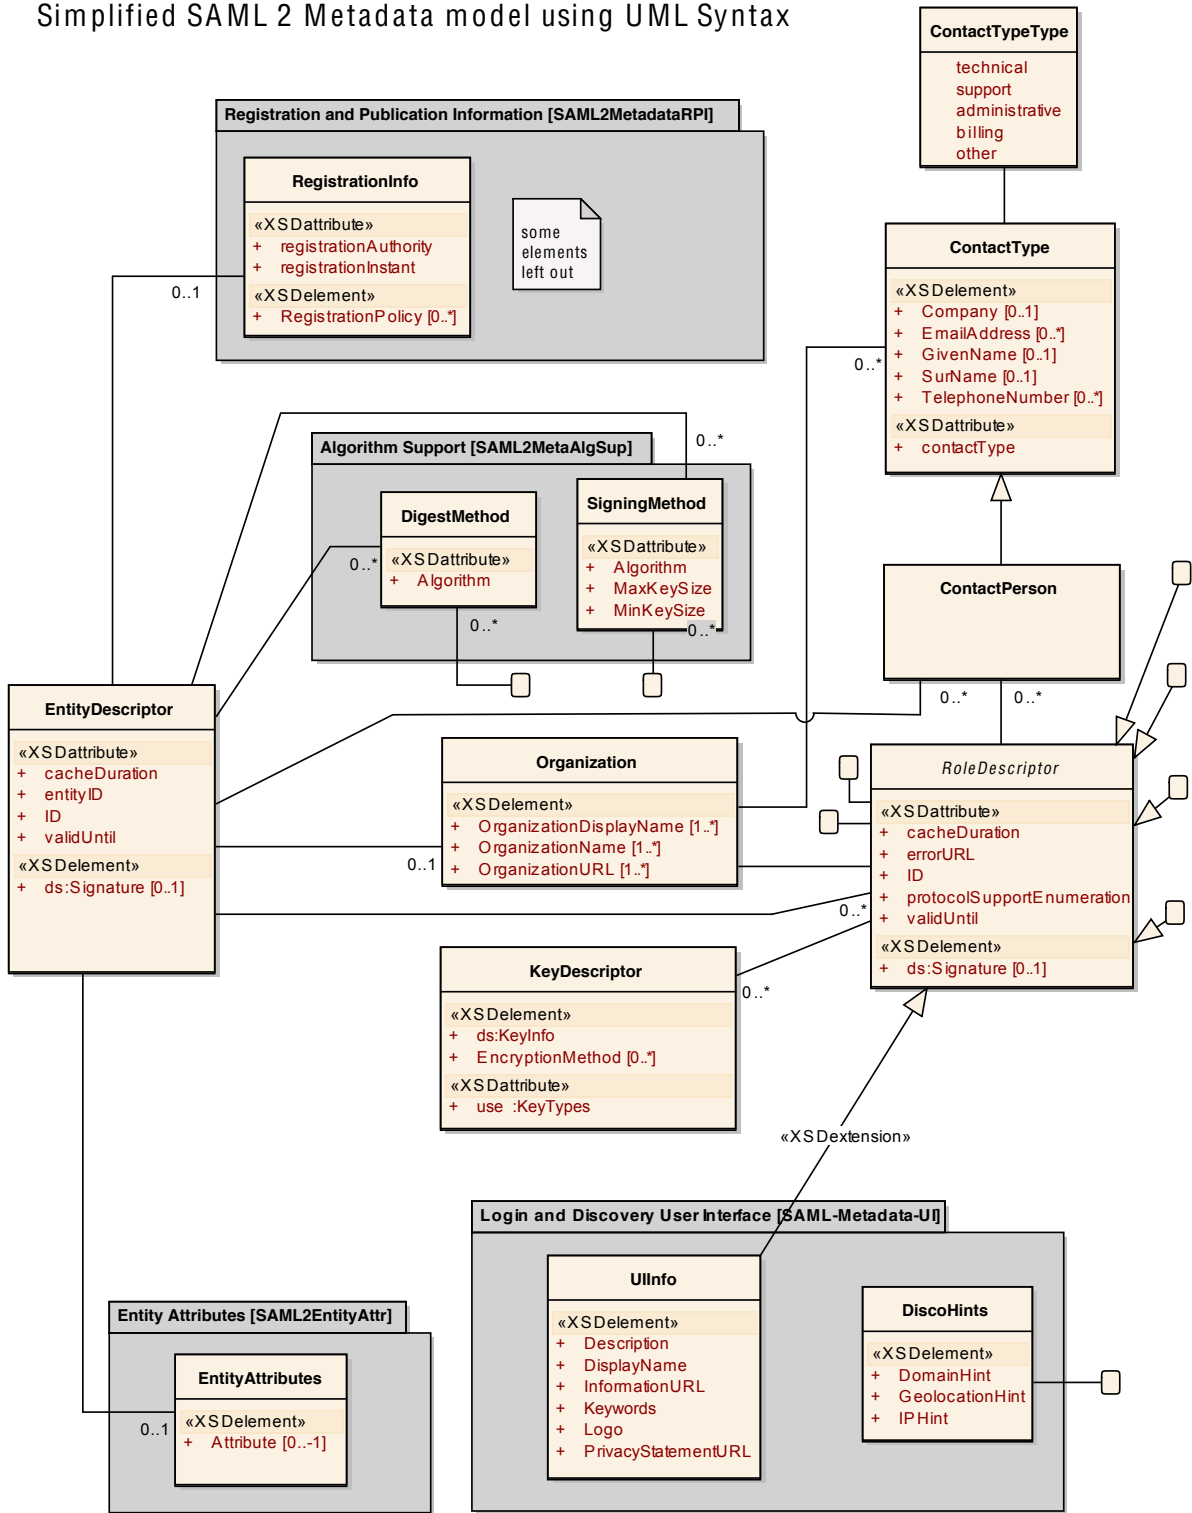 Simplified SAML 2 Metadata model using UML Syntax
ContactTypeType
technical
support
administrative
billing
other
Registration and Publication Information [SAML2MetadataRPI]
RegistrationInfo
«XSDattribute»
+ registrationAuthority
+ registrationInstant
«XSDelement»
+ RegistrationPolicy [0..*]
some
elements
left out
0..1
ContactType
«XSDelement»
+ Company [0..1]
+ EmailAddress [0..*]
+ GivenName [0..1]
+ SurName [0..1]
+ TelephoneNumber [0..*]
«XSDattribute»
+ contactType
0..*
Algorithm Support [SAML2MetaAlgSup]
0..*
DigestMethod
«XSDattribute»
+ Algorithm
0..*
0..*
SigningMethod
«XSDattribute»
+ Algorithm
+ MaxKeySize
+ MinKeySize
0..*
ContactPerson
0..*
0..*
EntityDescriptor
«XSDattribute»
+ cacheDuration
+ entityID
+ ID
+ validUntil
«XSDelement»
+ ds:Signature [0..1]
Organization
«XSDelement»
+ OrganizationDisplayName [1..*]
+ OrganizationName [1..*]
+ OrganizationURL [1..*]
0..1
RoleDescriptor
«XSDattribute»
+ cacheDuration
+ errorURL
+ ID
+ protocolSupportEnumeration
+ validUntil
«XSDelement»
+ ds:Signature [0..1]
0..*
KeyDescriptor
«XSDelement»
+ ds:KeyInfo
+ EncryptionMethod [0..*]
«XSDattribute»
+ use :KeyTypes
0..*
«XSDextension»
Login and Discovery User Interface [SAML-Metadata-UI]
UIInfo
«XSDelement»
+ Description
+ DisplayName
+ InformationURL
+ Keywords
+ Logo
+ PrivacyStatementURL
DiscoHints
«XSDelement»
+ DomainHint
+ GeolocationHint
+ IPHint
Entity Attributes [SAML2EntityAttr]
EntityAttributes
«XSDelement»
+ Attribute [0..-1]
0..1